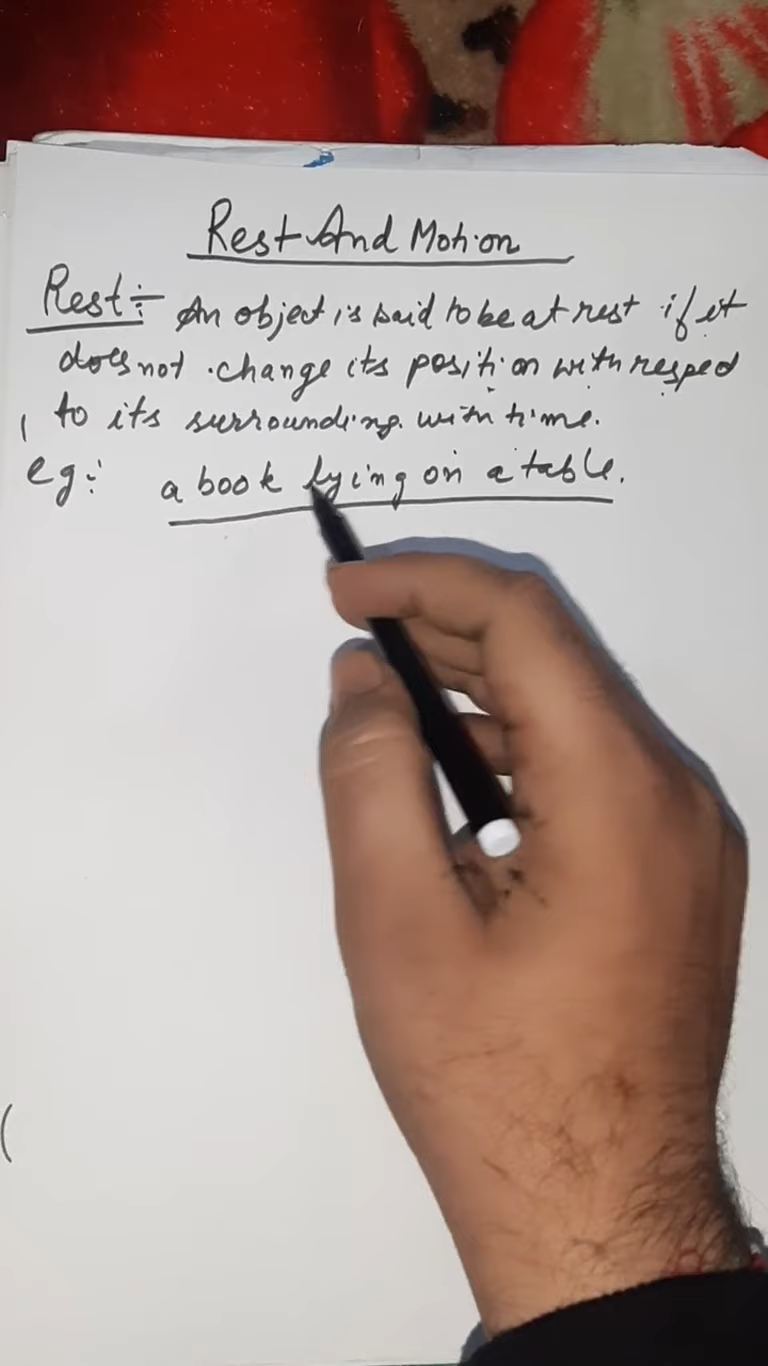 Rest And Motion
Rest÷ An object is said to be at rest if it
does not change its position with respect
to its surrounding with time.
eg:- a book lying on a table.